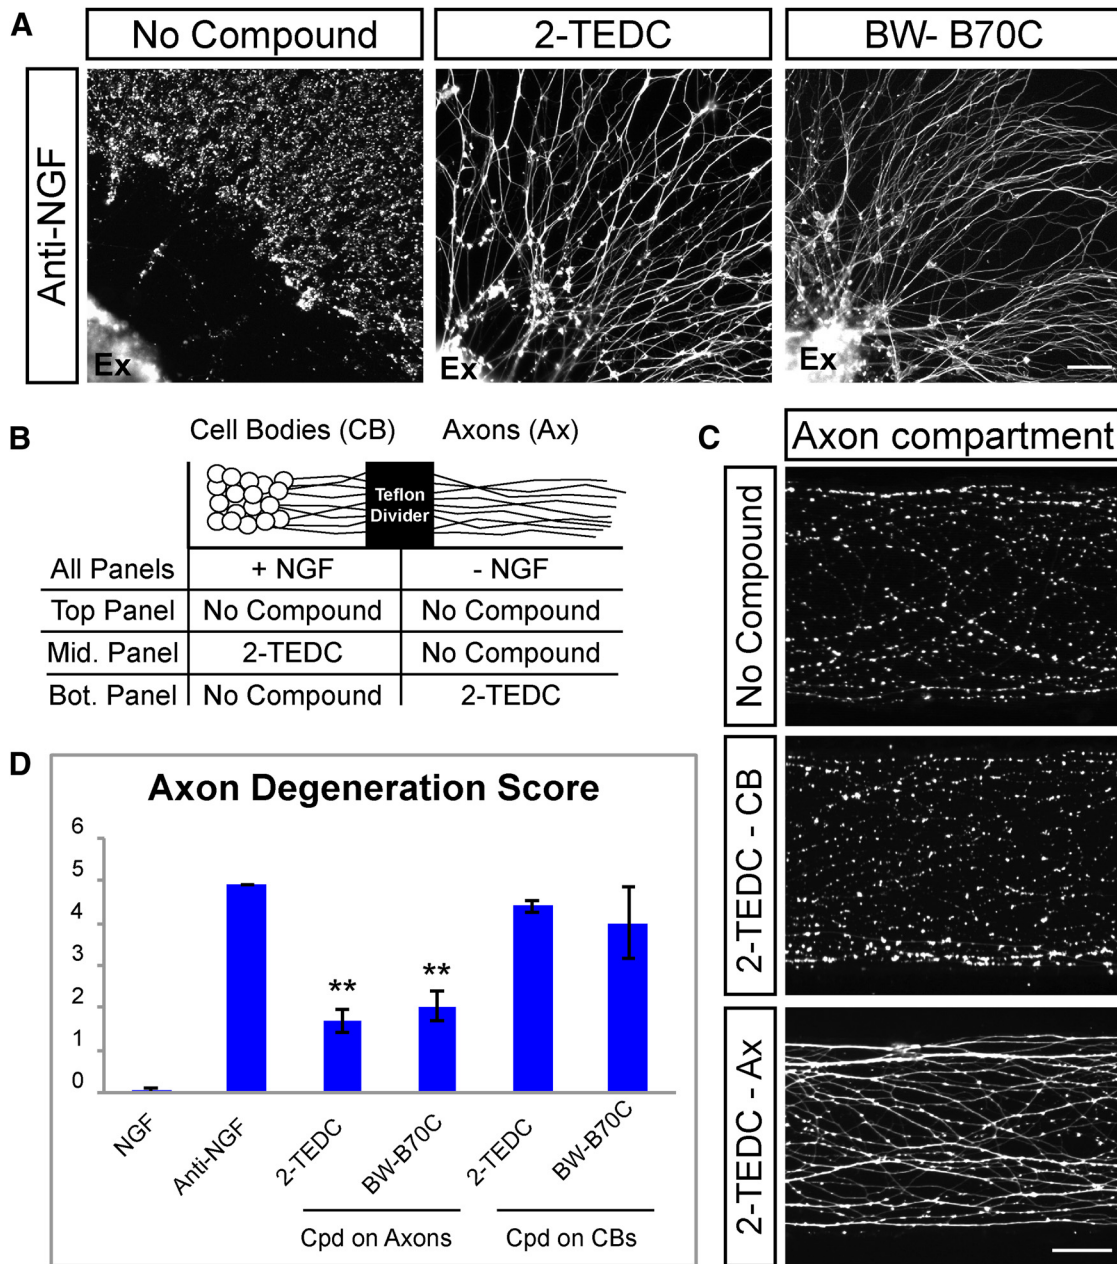 A
No Compound
2-TEDC
BW- B70C
Anti-NGF
Ex
Ex
Ex
B
Cell Bodies (CB)
Axons (Ax)
Teflon
Divider
All Panels
+ NGF
- NGF
Top Panel
No Compound
No Compound
Mid. Panel
2-TEDC
No Compound
Bot. Panel
No Compound
2-TEDC
C
Axon compartment
No Compound
2-TEDC - CB
2-TEDC - Ax
D
Axon Degeneration Score
6
5
4
3
2
1
0
**
**
NGF
Anti-NGF
2-TEDC
BW-B70C
2-TEDC
BW-B70C
Cpd on Axons
Cpd on CBs